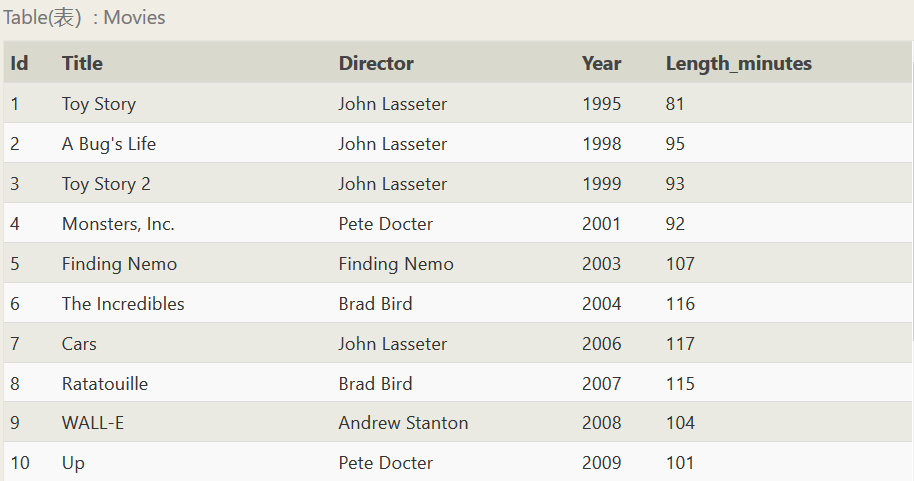 Table(表) : Movies
Id Title Director Year Length_minutes
1 Toy Story John Lasseter 1995 81
2 A Bug's Life John Lasseter 1998 95
3 Toy Story 2 John Lasseter 1999 93
4 Monsters, Inc. Pete Docter 2001 92
5 Finding Nemo Finding Nemo 2003 107
6 The Incredibles Brad Bird 2004 116
7 Cars John Lasseter 2006 117
8 Ratatouille Brad Bird 2007 115
9 WALL-E Andrew Stanton 2008 104
10 Up Pete Docter 2009 101